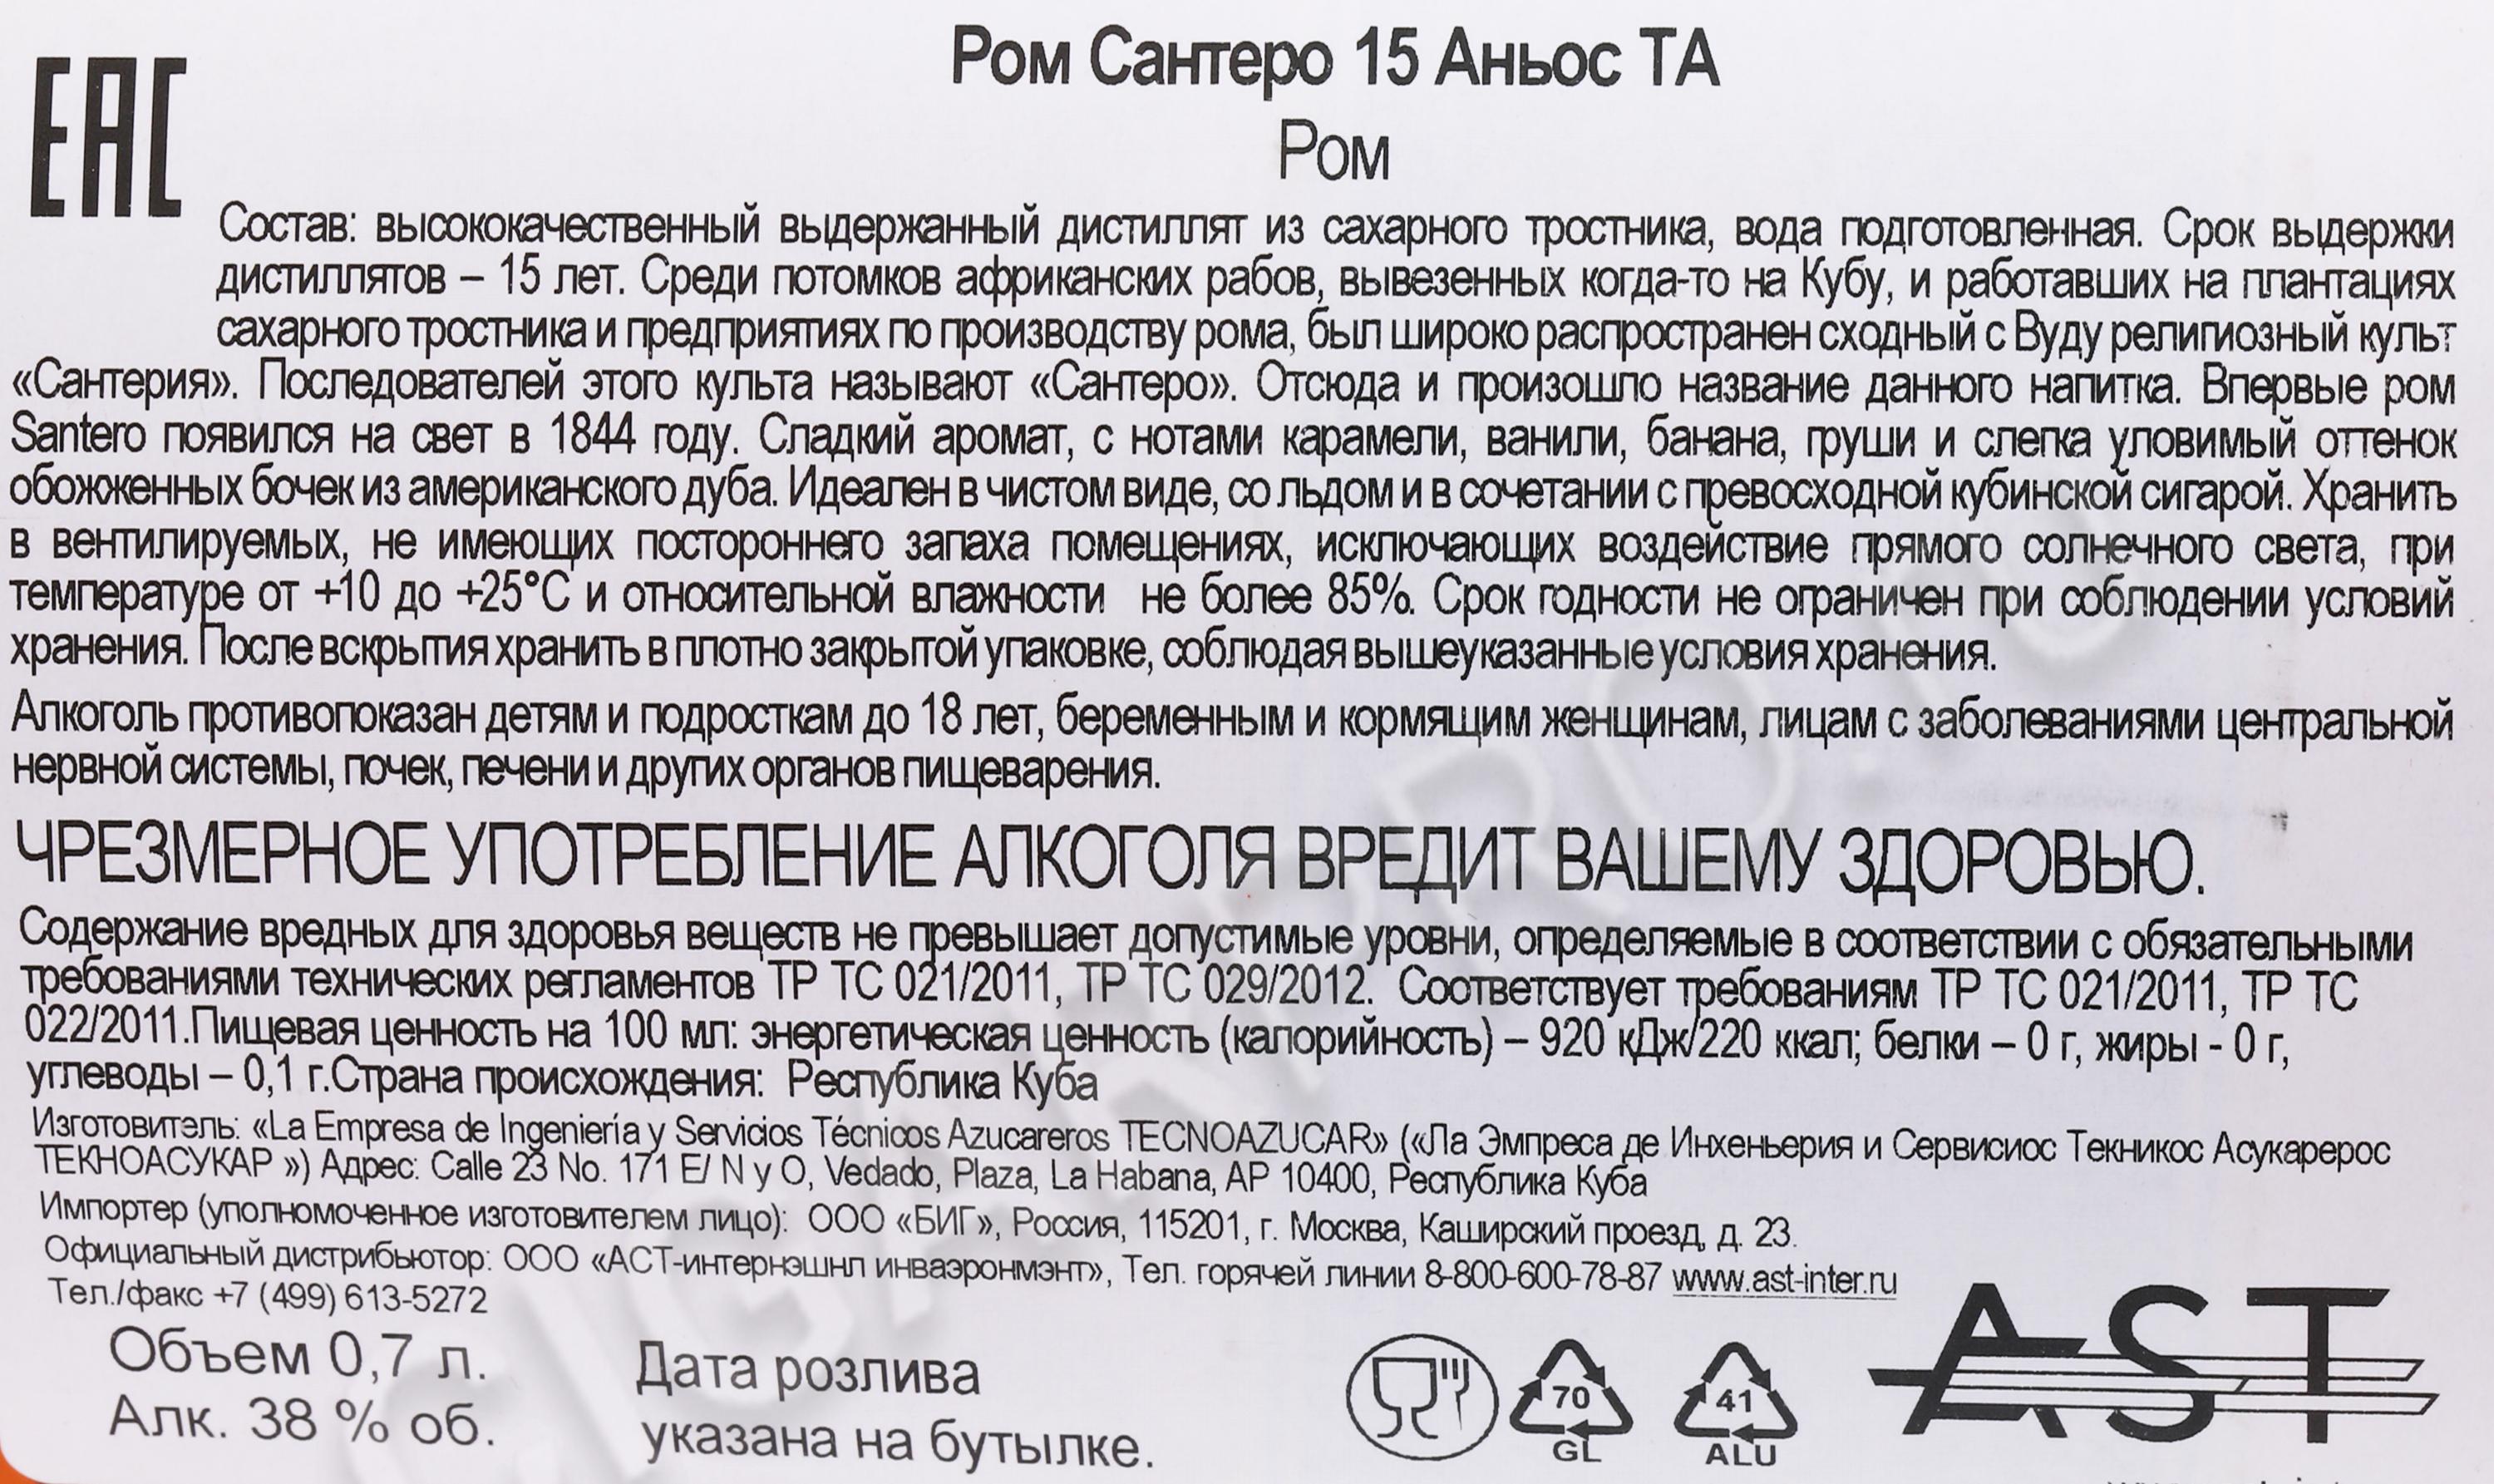 Ром Сантеро 15 Аньос ТА
EAC
Ром
Состав: высококачественный выдержанный дистиллят из сахарного тростника, вода подготовленная. Срок выдержки
дистиллятов – 15 лет. Среди потомков африканских рабов, вывезенных когда-то на Кубу, и работавших на плантациях
сахарного тростника и предприятиях по производству рома, был широко распространен сходный с Вуду религиозный культ
«Сантерия». Последователей этого культа называют «Сантеро». Отсюда и произошло название данного напитка. Впервые ром
Santero появился на свет в 1844 году. Сладкий аромат, с нотами карамели, ванили, банана, груши и слегка уловимый оттенок
обожженных бочек из американского дуба. Идеален в чистом виде, со льдом и в сочетании с превосходной кубинской сигарой. Хранить
в вентилируемых, не имеющих постороннего запаха помещениях, исключающих воздействие прямого солнечного света, при
температуре от +10 до +25°C и относительной влажности не более 85%. Срок годности не ограничен при соблюдении условий
хранения. После вскрытия хранить в плотно закрытой упаковке, соблюдая вышеуказанные условия хранения.
Алкоголь противопоказан детям и подросткам до 18 лет, беременным и кормящим женщинам, лицам с заболеваниями центральной
нервной системы, почек, печени и других органов пищеварения.
ЧРЕЗМЕРНОЕ УПОТРЕБЛЕНИЕ АЛКОГОЛЯ ВРЕДИТ ВАШЕМУ ЗДОРОВЬЮ.
Содержание вредных для здоровья веществ не превышает допустимые уровни, определяемые в соответствии с обязательными
требованиями технических регламентов ТР ТС 021/2011, ТР ТС 029/2012. Соответствует требованиям ТР ТС 021/2011, ТР ТС
022/2011.Пищевая ценность на 100 мл: энергетическая ценность (калорийность) – 920 кДж/220 ккал; белки – 0 г, жиры - 0 г,
углеводы – 0,1 г.Страна происхождения: Республика Куба
Изготовитель: «La Empresa de Ingeniería y Servicios Técnicos Azucareros TECNOAZUCAR» («Ла Эмпреса де Инхеньерия и Сервисиос Текникос Асукарерос
ТЕКНОАСУКАР ») Адрес: Calle 23 No. 171 E/ N y O, Vedado, Plaza, La Habana, AP 10400, Республика Куба
Импортер (уполномоченное изготовителем лицо): ООО «БИГ», Россия, 115201, г. Москва, Каширский проезд, д. 23.
Официальный дистрибьютор: ООО «АСТ-интернэшнл инваэронмэнт», Тел. горячей линии 8-800-600-78-87 www.ast-inter.ru
Тел./факс +7 (499) 613-5272
Объем 0,7 л.
Алк. 38 % об.
Дата розлива
указана на бутылке.
70
GL
41
ALU
AST
CIGARPRO.RU